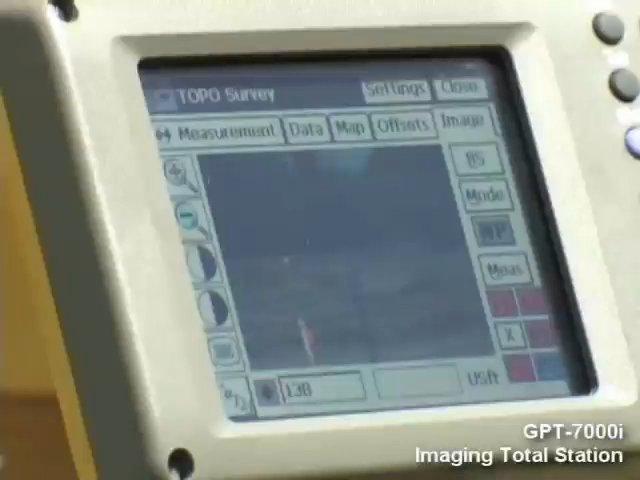 TOPO Survey Settings Close
Measurement Data Map Offsets Image
BS
Mode
Meas
X
138 USft
GPT-7000i
Imaging Total Station